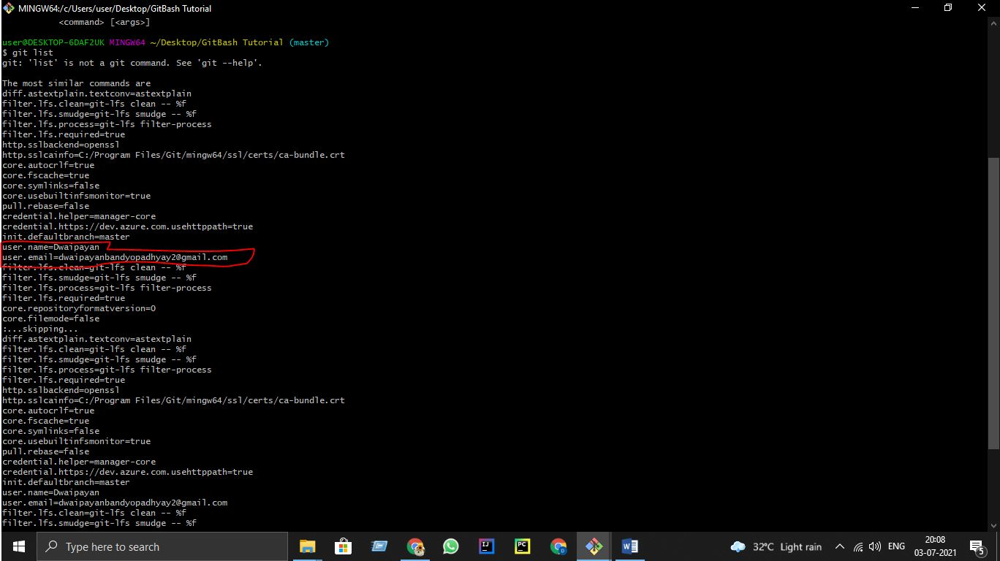 MINGW64:/c/Users/user/Desktop/GitBash Tutorial
<command> [<args>]
user@DESKTOP-6DAF2UK MINGW64 ~/Desktop/GitBash Tutorial (master)
$ git list
git: 'list' is not a git command. See 'git --help'.
The most similar commands are
diff.astextplain.textconv=astextplain
filter.lfs.clean=git-lfs clean -- %f
filter.lfs.smudge=git-lfs smudge -- %f
filter.lfs.process=git-lfs filter-process
filter.lfs.required=true
http.sslbackend=openssl
http.sslcainfo=C:/Program Files/Git/mingw64/ssl/certs/ca-bundle.crt
core.autocrlf=true
core.fscache=true
core.symlinks=false
core.usebuiltinfsmonitor=true
pull.rebase=false
credential.helper=manager-core
credential.https://dev.azure.com.usehttppath=true
init.defaultbranch=master
user.name=Dwaipayan
user.email=dwaipayanbandyopadhyay2@gmail.com
filter.lfs.clean=git-lfs clean -- %f
filter.lfs.smudge=git-lfs smudge -- %f
filter.lfs.process=git-lfs filter-process
filter.lfs.required=true
core.repositoryformatversion=0
core.filemode=false
:...skipping...
diff.astextplain.textconv=astextplain
filter.lfs.clean=git-lfs clean -- %f
filter.lfs.smudge=git-lfs smudge -- %f
filter.lfs.process=git-lfs filter-process
filter.lfs.required=true
http.sslbackend=openssl
http.sslcainfo=C:/Program Files/Git/mingw64/ssl/certs/ca-bundle.crt
core.autocrlf=true
core.fscache=true
core.symlinks=false
core.usebuiltinfsmonitor=true
pull.rebase=false
credential.helper=manager-core
credential.https://dev.azure.com.usehttppath=true
init.defaultbranch=master
user.name=Dwaipayan
user.email=dwaipayanbandyopadhyay2@gmail.com
filter.lfs.clean=git-lfs clean -- %f
filter.lfs.smudge=git-lfs smudge -- %f
Type here to search
IJ
PC
D
W
32°C Light rain
ENG
20:08
03-07-2021
5